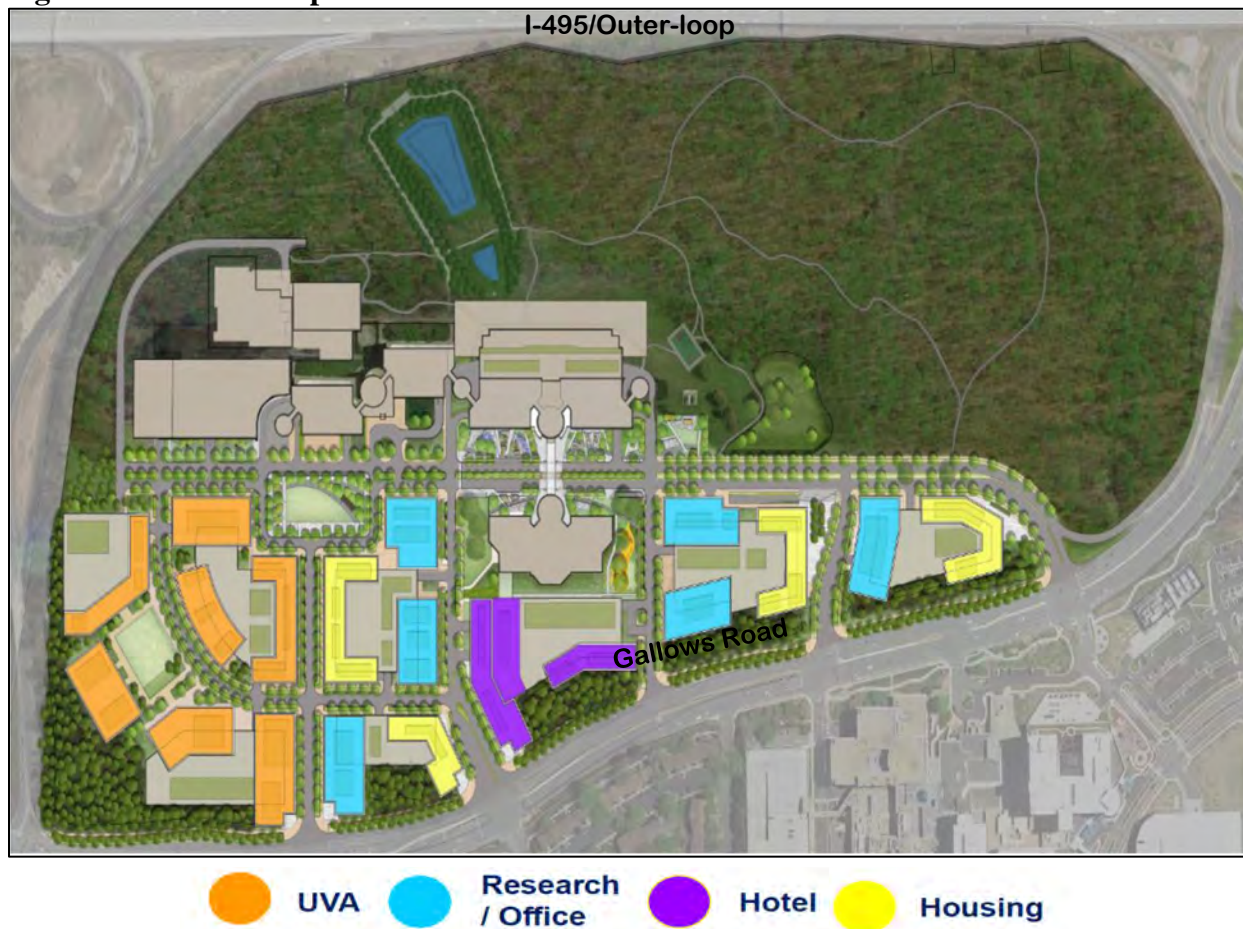 I-495/Outer-loop
Gallows Road
UVA
Research
/ Office
Hotel
Housing